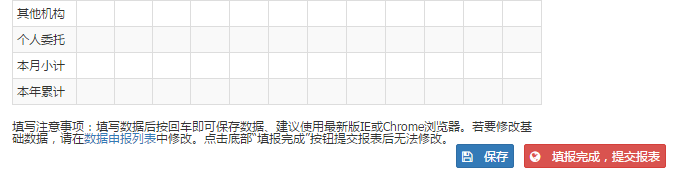 其他机构
个人委托
本月小计
本年累计
填写注意事项：填写数据后按回车即可保存数据、建议使用最新版IE或Chrome浏览器。若要修改基
础数据，请在数据申报列表中修改。点击底部“填报完成”按钮提交报表后无法修改。
保存
填报完成，提交报表